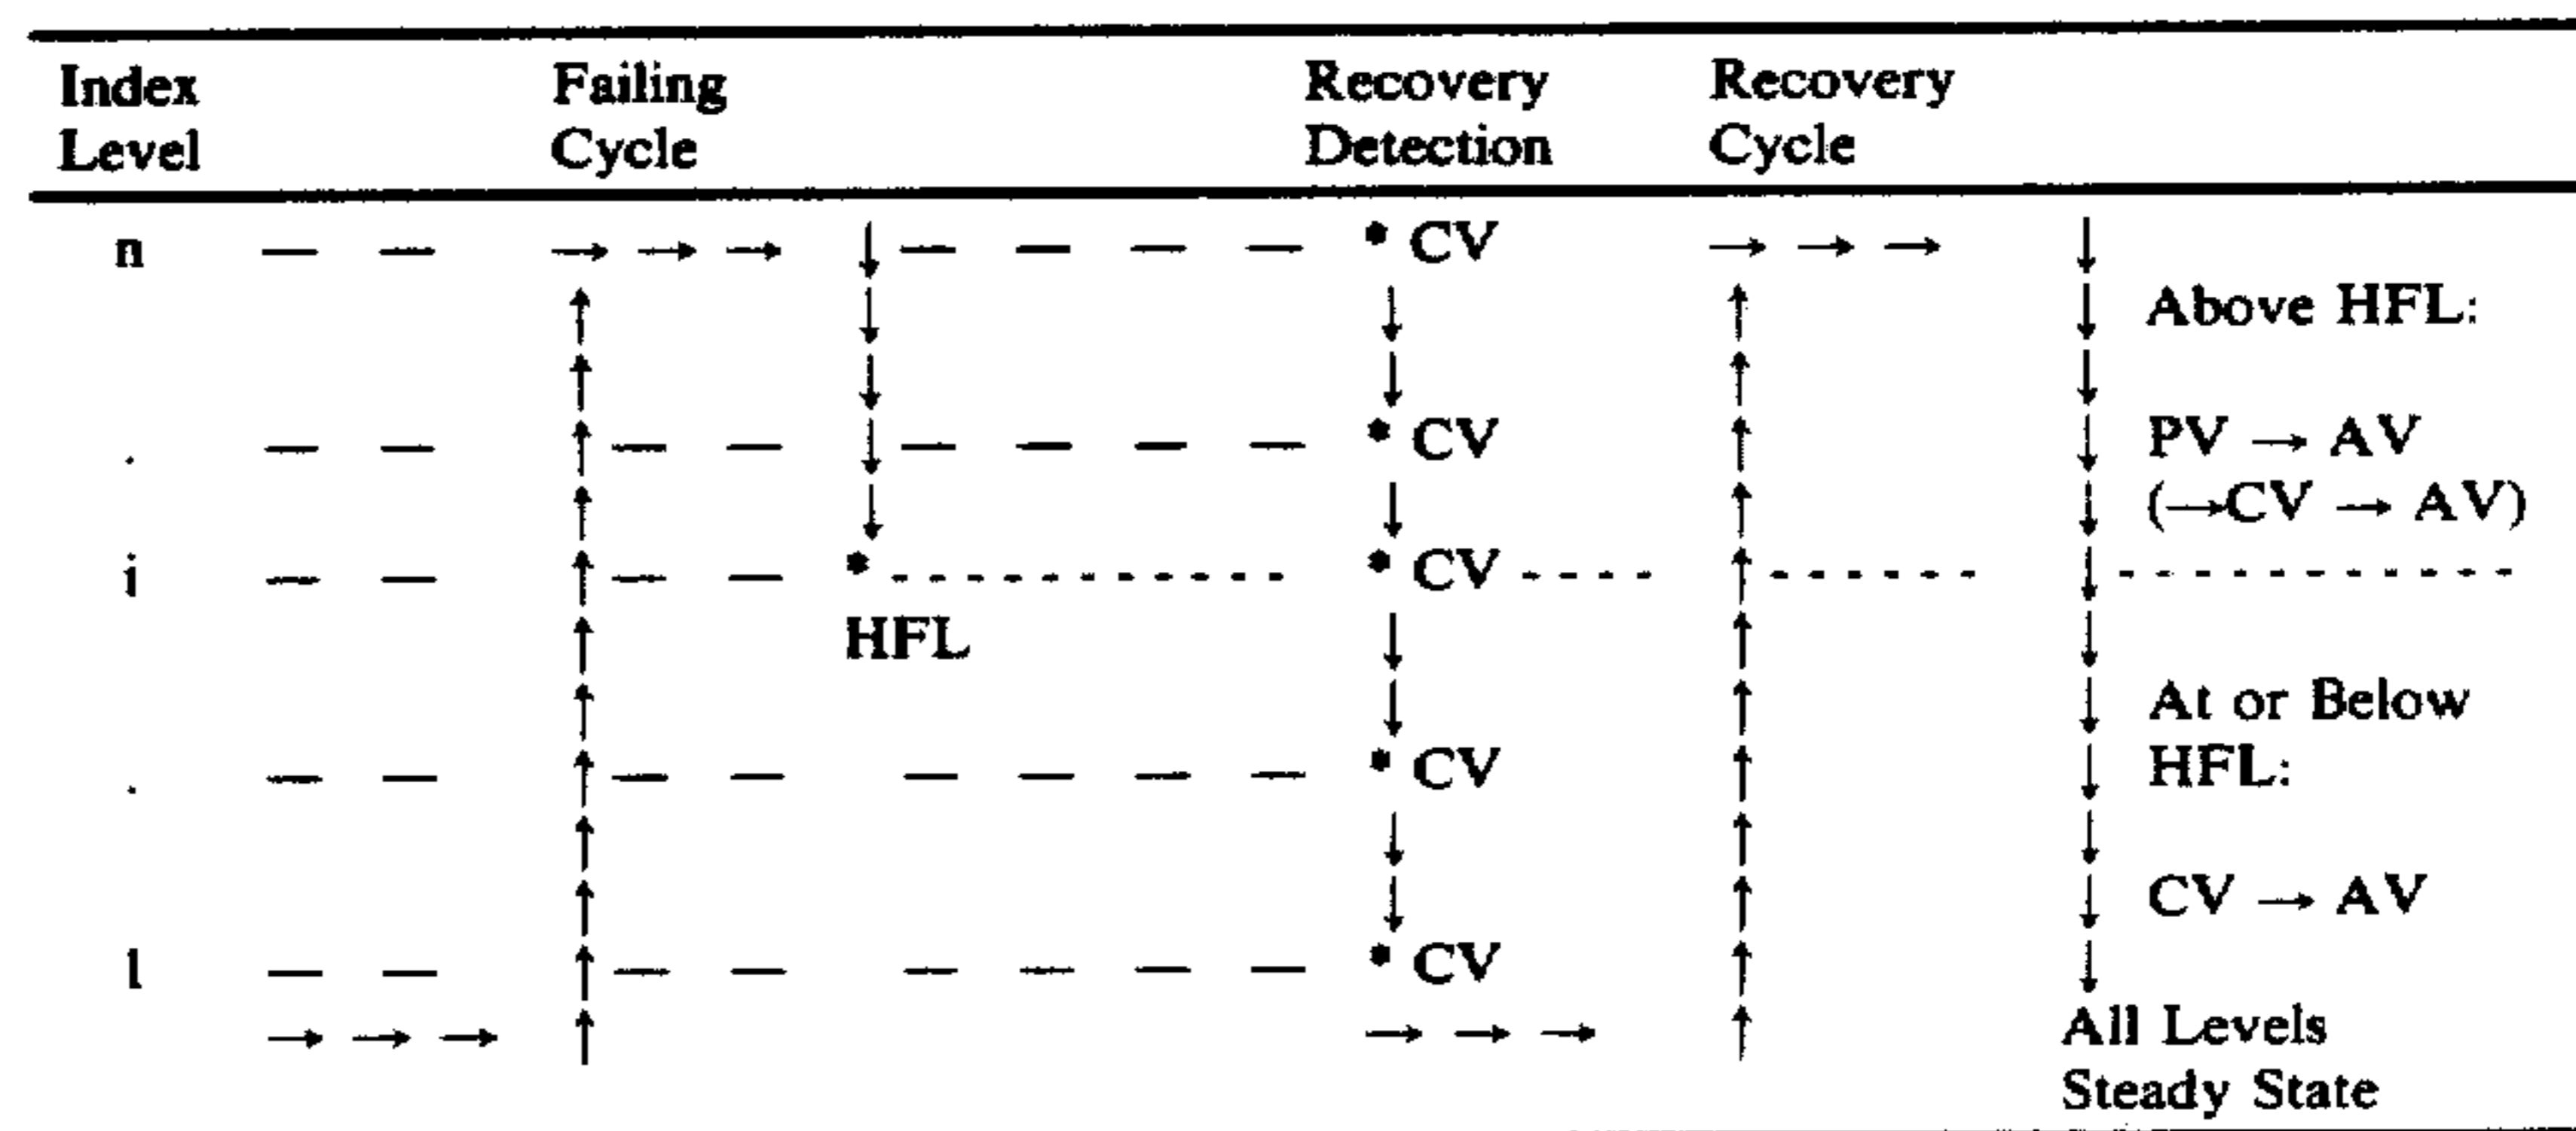 Index Failing Recovery Recovery
Level Cycle Detection Cycle
n — — → → → ↓ — — — — * CV → → → ↓
Above HFL:
. — — ↑ — — — — — — * CV ↑ PV → AV
(→CV → AV)
i — — ↑ — — * - - - - - - - - - - - * CV - - - - ↑ - - - - - - ↓ - - - - - - - - - - -
HFL
At or Below
. — — ↑ — — — — — — * CV ↑ HFL:
CV → AV
1 — — ↑ — — — — — — * CV ↑
→ → → ↑ → → → ↑ All Levels
Steady State